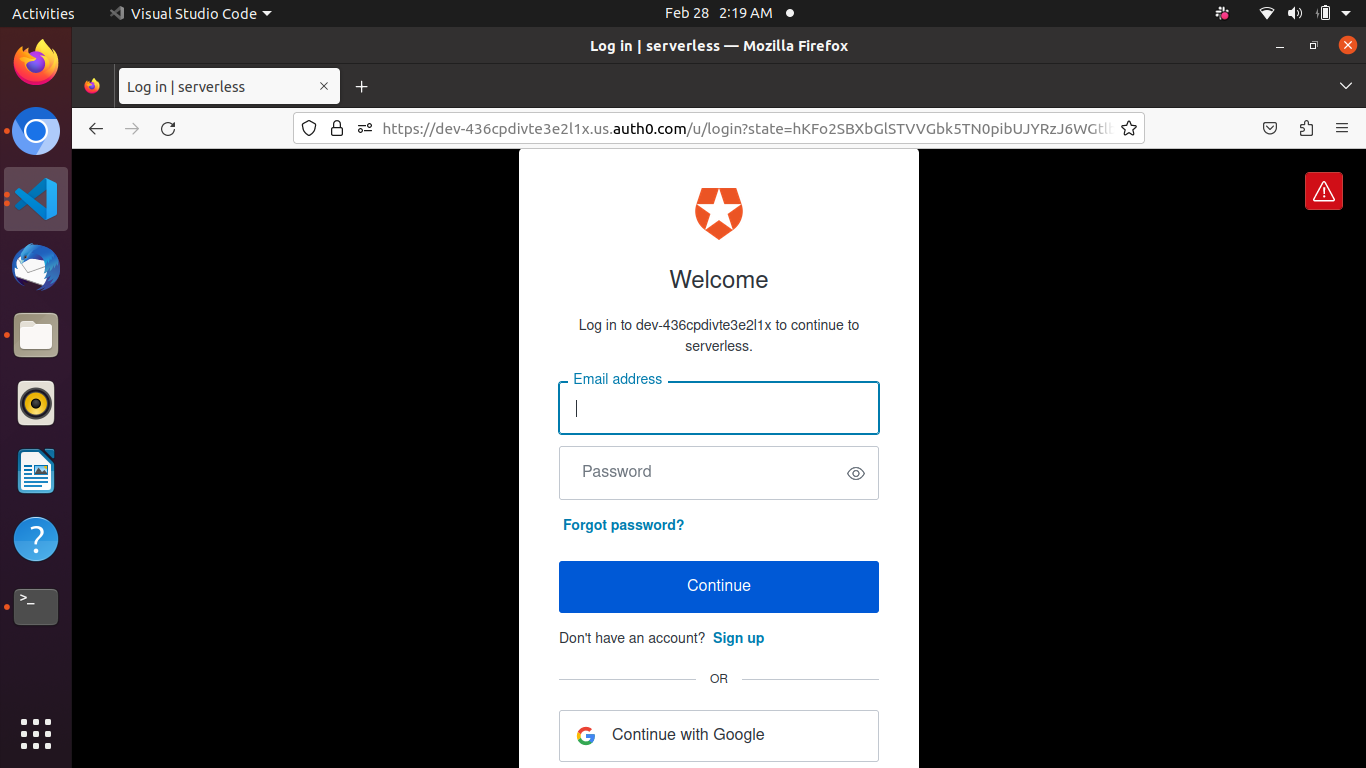 Activities
Visual Studio Code
Feb 28 2:19 AM
Log in | serverless — Mozilla Firefox
Log in | serverless
https://dev-436cpdivte3e2l1x.us.auth0.com/u/login?state=hKFo2SBXbGlSTVVGbk5TN0pibUJYRzJ6WGtlb
Welcome
Log in to dev-436cpdivte3e2l1x to continue to
serverless.
Email address
Password
Forgot password?
Continue
Don't have an account? Sign up
OR
Continue with Google